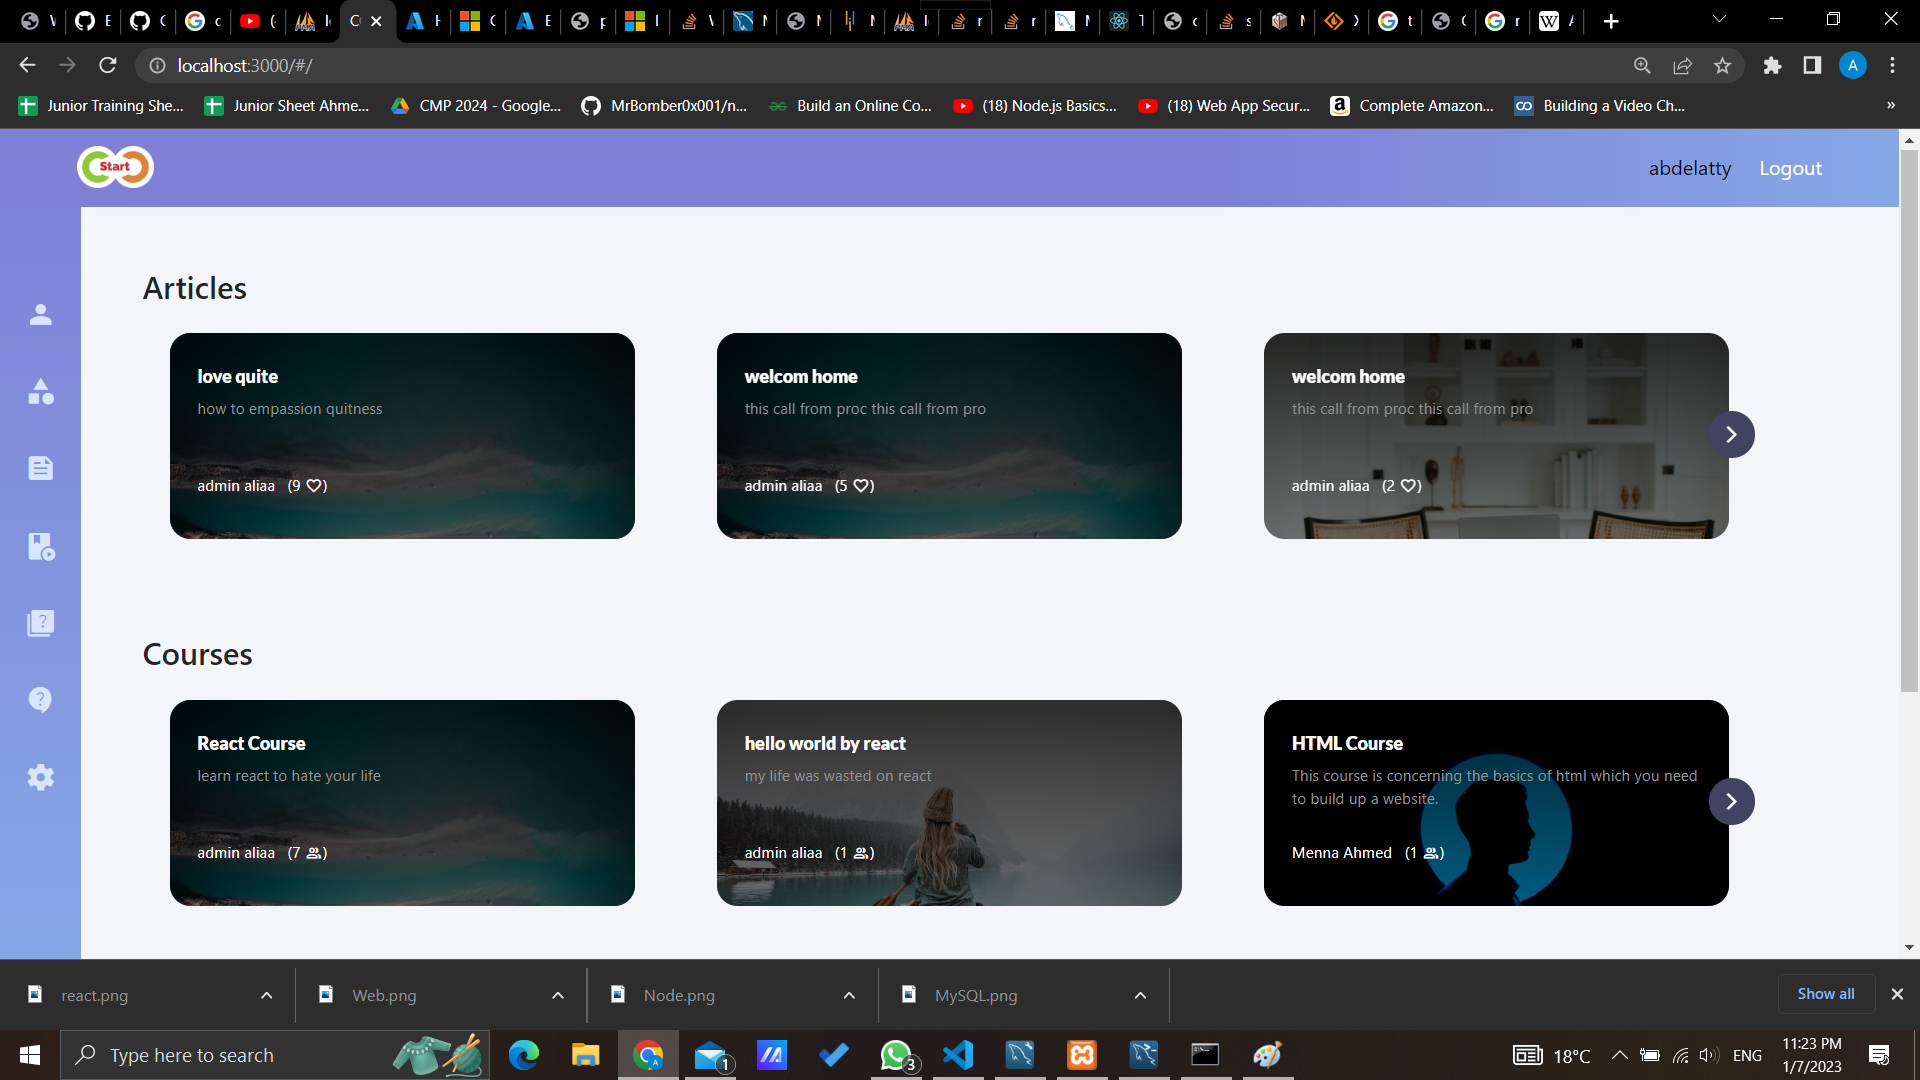 localhost:3000/#/
A
Junior Training She...
Junior Sheet Ahme...
CMP 2024 - Google...
MrBomber0x001/n...
Build an Online Co...
(18) Node.js Basics...
(18) Web App Secur...
Complete Amazon...
Building a Video Ch...
»
Start
abdelatty
Logout
Articles
love quite
how to empassion quitness
admin aliaa (9 )
welcom home
this call from proc this call from pro
admin aliaa (5 )
welcom home
this call from proc this call from pro
admin aliaa (2 )
Courses
React Course
learn react to hate your life
admin aliaa (7 )
hello world by react
my life was wasted on react
admin aliaa (1 )
HTML Course
This course is concerning the basics of html which you need
to build up a website.
Menna Ahmed (1 )
react.png
Web.png
Node.png
MySQL.png
Show all
Type here to search
1
3
18°C
ENG
11:23 PM
1/7/2023